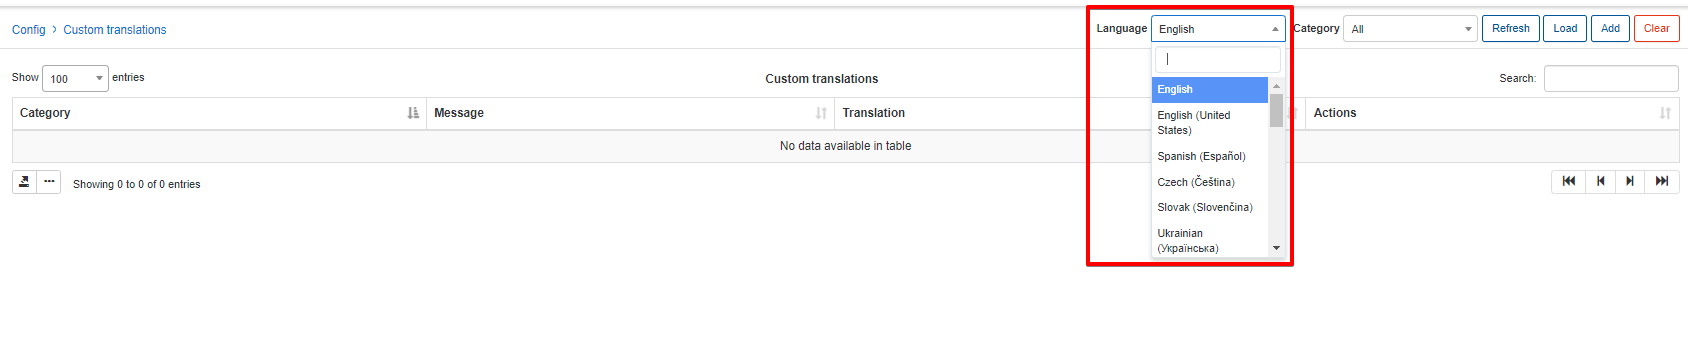 Config > Custom translations
Language English Category All Refresh Load Add Clear
Show 100 entries
Custom translations
Search:
English
English (United
States)
Spanish (Español)
Czech (Čeština)
Slovak (Slovenčina)
Ukrainian
(Українська)
Category Message Translation Actions
No data available in table
Showing 0 to 0 of 0 entries